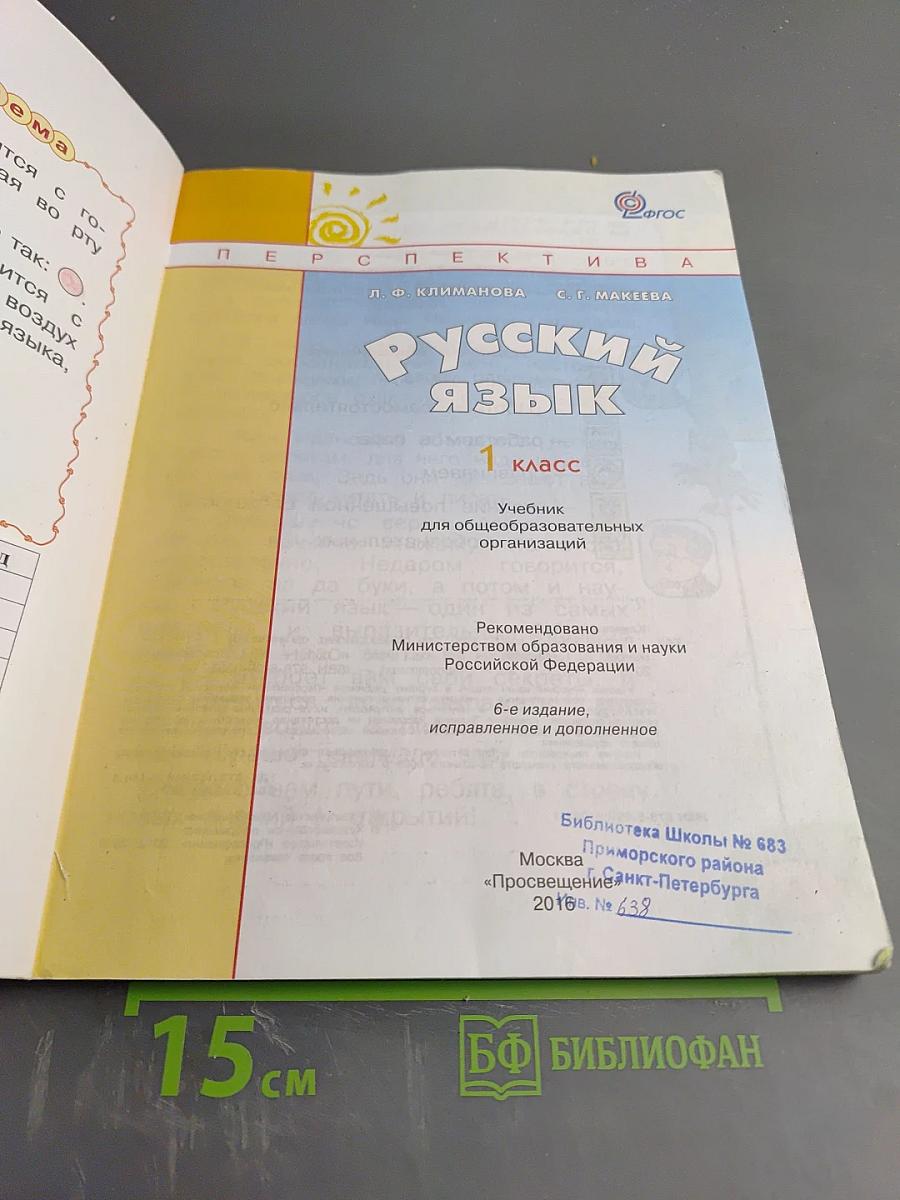 ема
ится с го-
ая во рту
так:
ится с
воздух
языка,
ФГОС
ПЕРСПЕКТИВА
Л. Ф. КЛИМАНОВА С. Г. МАКЕЕВА
Русский
язык
1 класс
Учебник
для общеобразовательных
организаций
Рекомендовано
Министерством образования и науки
Российской Федерации
6-е издание,
исправленное и дополненное
Москва
«Просвещение»
2016
Библиотека Школы № 683
Приморского района
г. Санкт-Петербурга
Инв. № 638
15 см
БФ БИБЛИОФАН